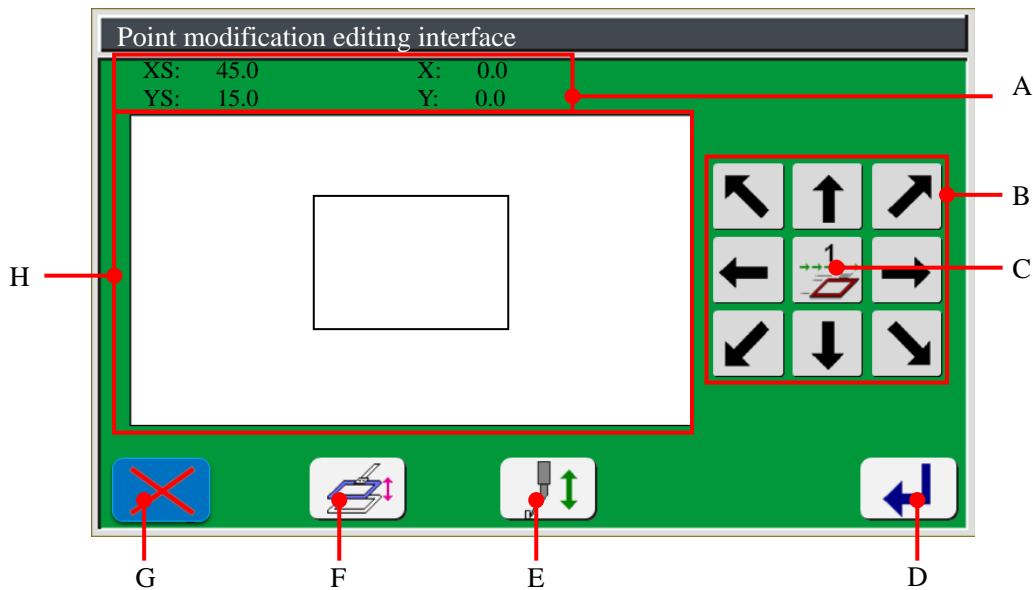 Point modification editing interface
XS: 45.0 X: 0.0
YS: 15.0 Y: 0.0
A
B
1
C
H
G
F
E
D